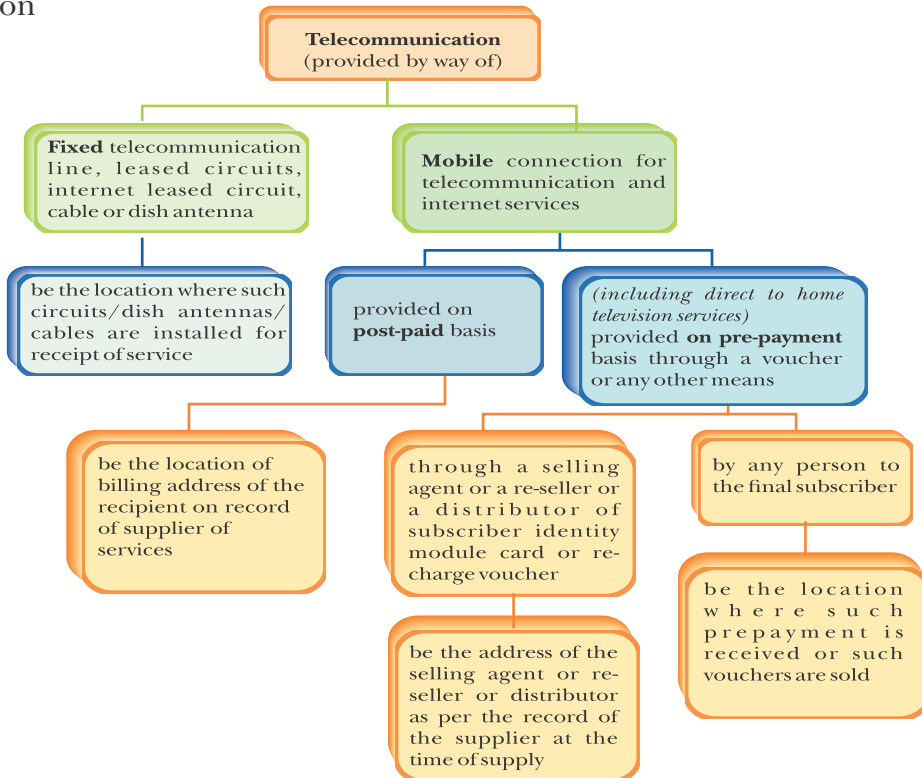 on
Telecommunication
(provided by way of)
Fixed telecommunication
line, leased circuits,
internet leased circuit,
cable or dish antenna
Mobile connection for
telecommunication and
internet services
be the location where such
circuits/dish antennas/
cables are installed for
receipt of service
provided on
post-paid basis
(including direct to home
television services)
provided on pre-payment
basis through a voucher
or any other means
be the location of
billing address of the
recipient on record
of supplier of
services
through a selling
agent or a re-seller or
a distributor of
subscriber identity
module card or re-
charge voucher
by any person to
the final subscriber
be the address of the
selling agent or re-
seller or distributor
as per the record of
the supplier at the
time of supply
be the location
where such
prepayment is
received or such
vouchers are sold